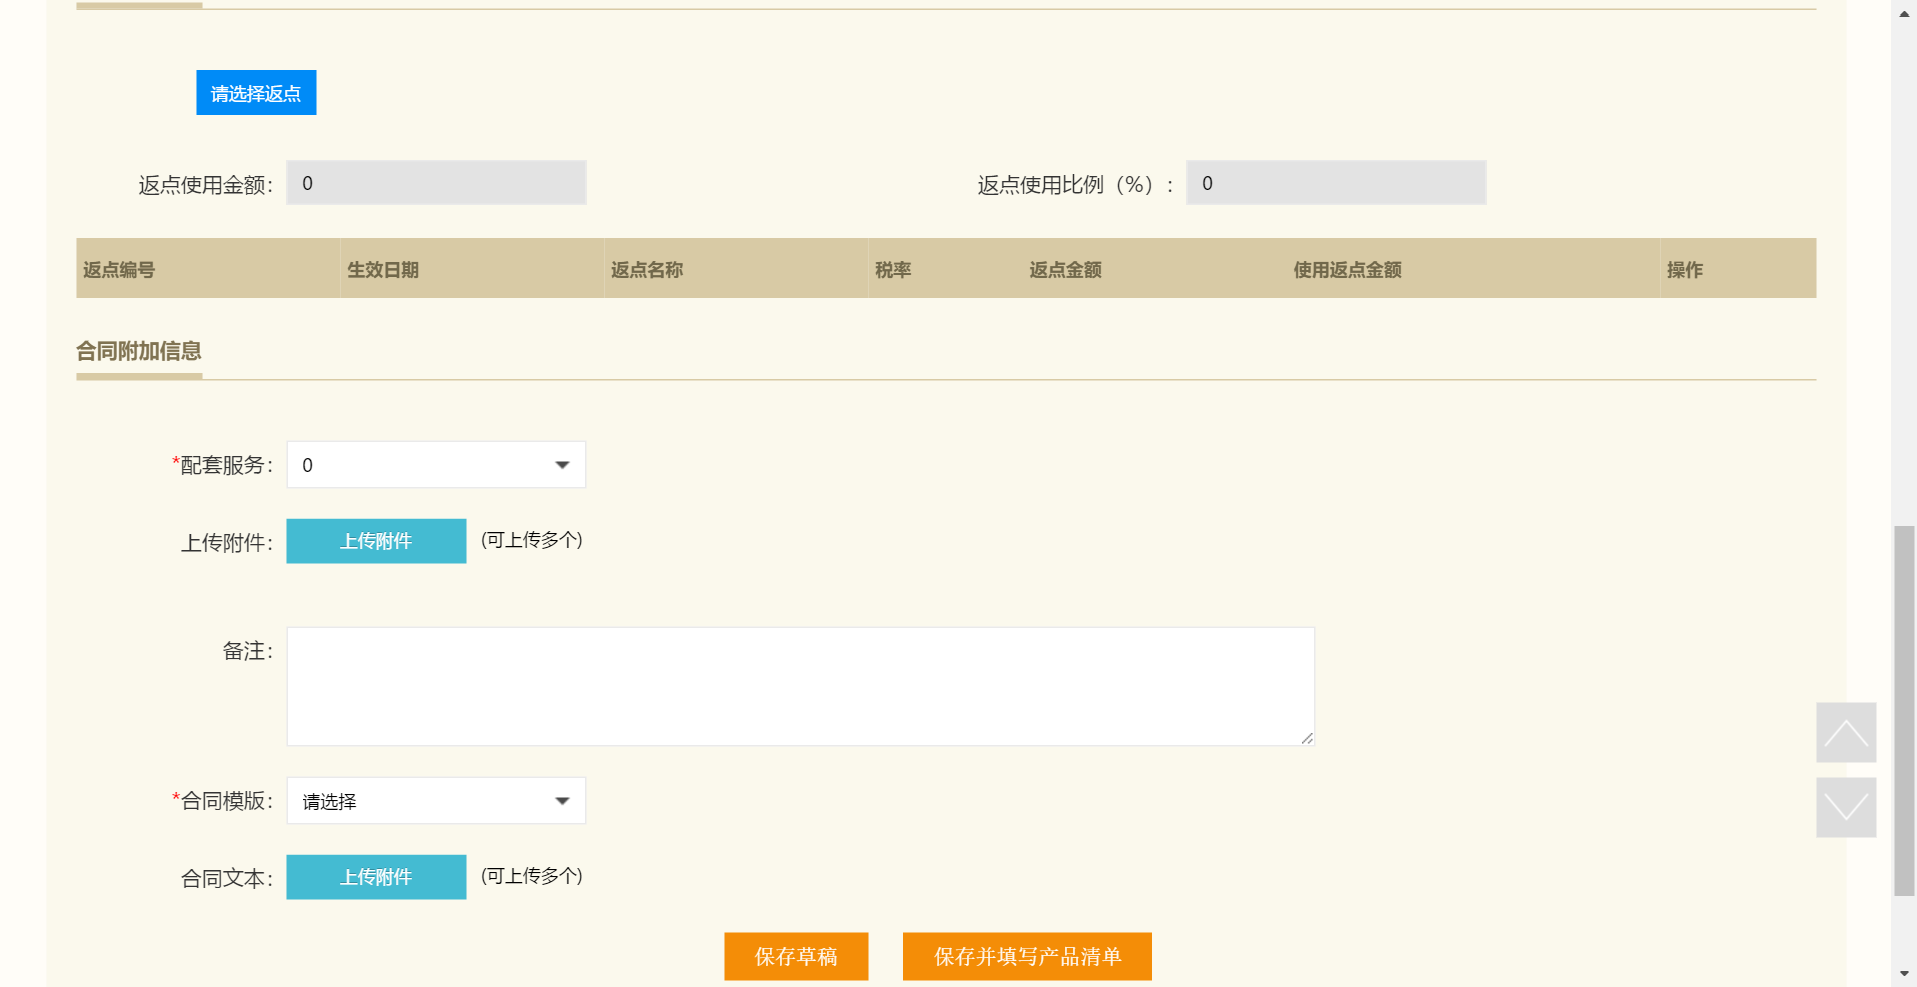 请选择返点
返点使用金额： 0 返点使用比例（%）： 0
返点编号 生效日期 返点名称 税率 返点金额 使用返点金额 操作
合同附加信息
*配套服务： 0
上传附件： 上传附件 (可上传多个)
备注：
*合同模版： 请选择
合同文本： 上传附件 (可上传多个)
保存草稿 保存并填写产品清单